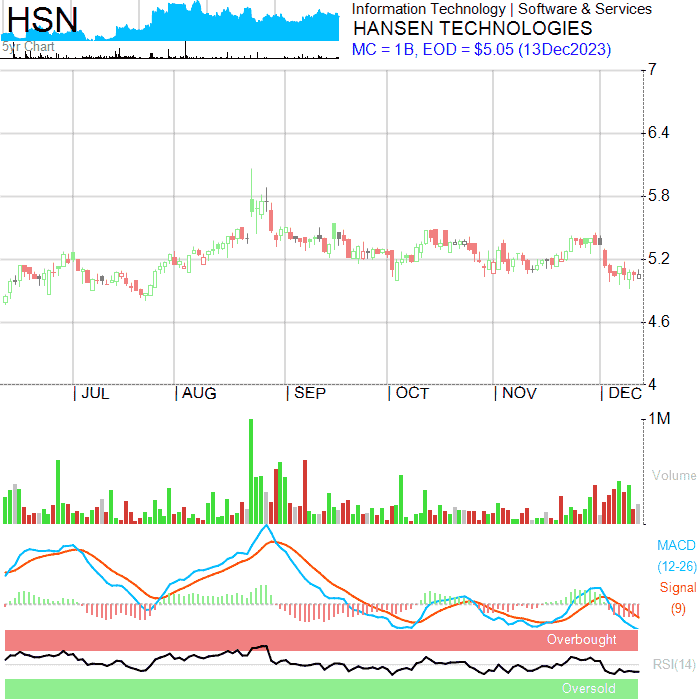 HSN
5yr Chart
Information Technology | Software & Services
HANSEN TECHNOLOGIES
MC = 1B, EOD = $5.05 (13Dec2023)
7
6.4
5.8
5.2
4.6
4
| JUL | AUG | SEP | OCT | NOV | DEC
1M
Volume
MACD
(12-26)
Signal
(9)
Overbought
RSI(14)
Oversold